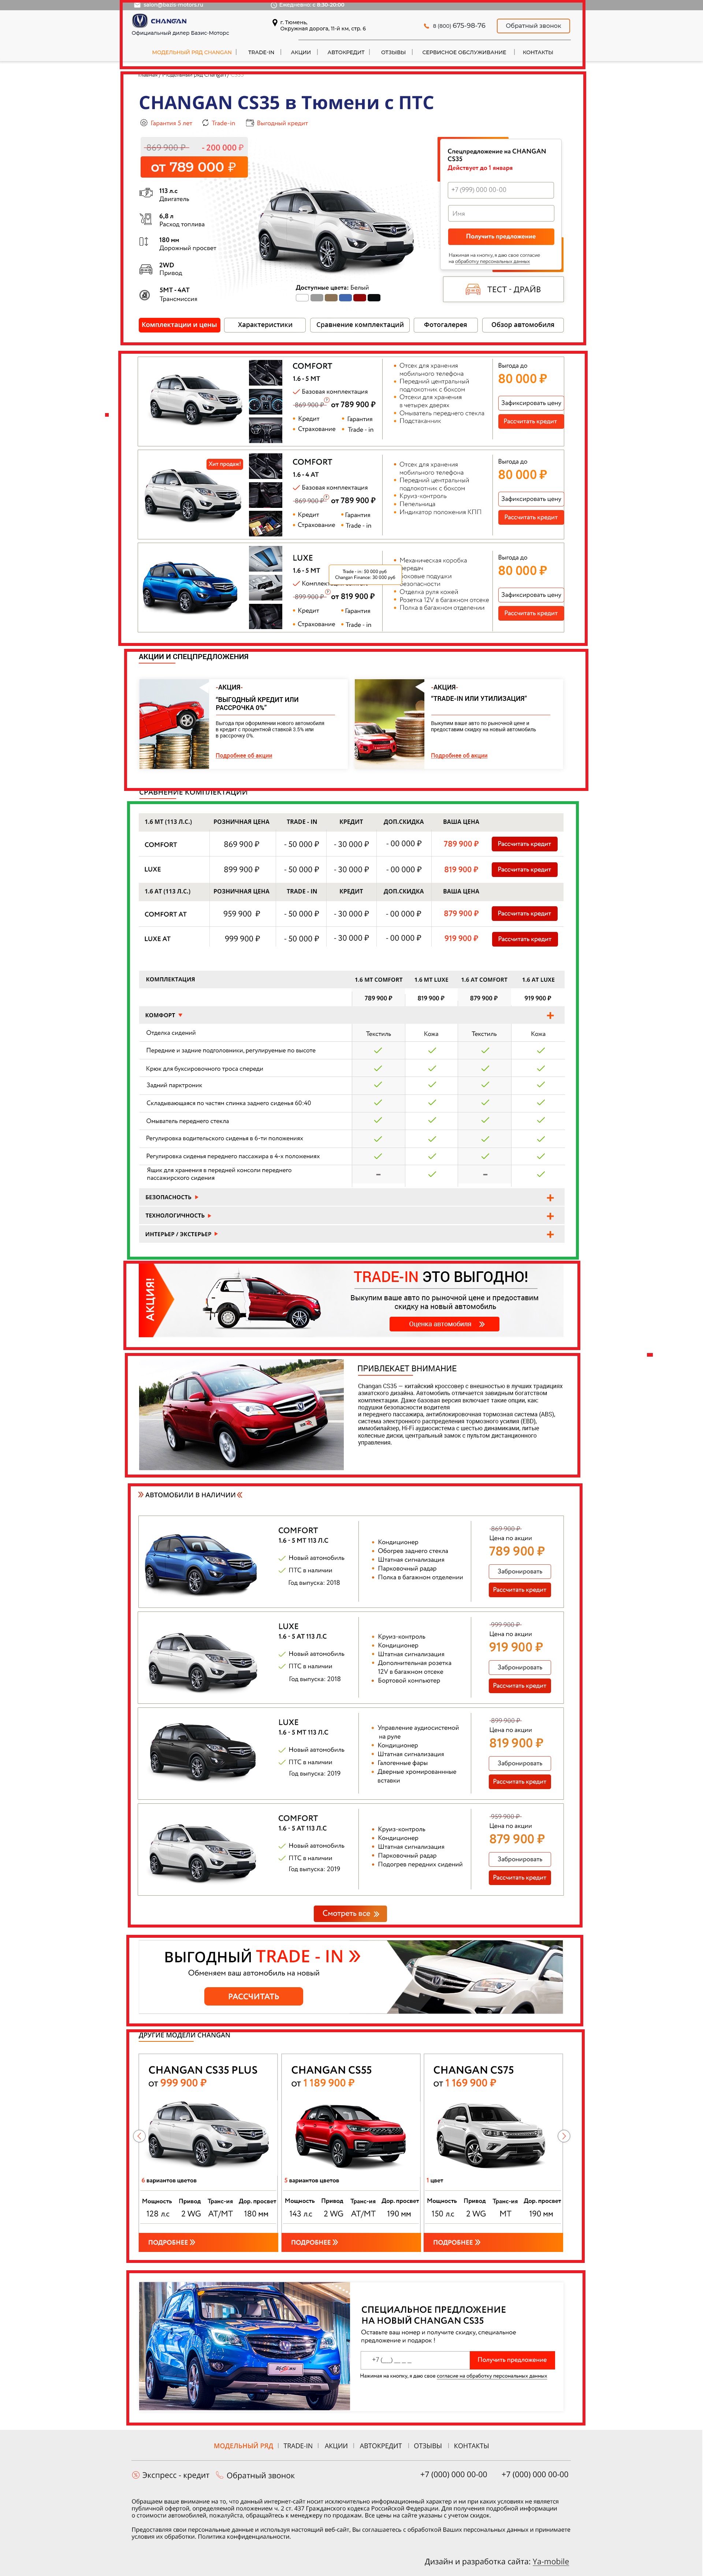 salon@bazis-motors.ru
Ежедневно: с 8:30-20:00
CHANGAN
Официальный дилер Базис-Моторс
г. Тюмень,
Окружная дорога, 11-й км, стр. 6
8 (800) 675-98-76
Обратный звонок
МОДЕЛЬНЫЙ РЯД CHANGAN | TRADE-IN | АКЦИИ | АВТОКРЕДИТ | ОТЗЫВЫ | СЕРВИСНОЕ ОБСЛУЖИВАНИЕ | КОНТАКТЫ
Главная / Модельный ряд Changan / CS35
CHANGAN CS35 в Тюмени с ПТС
Гарантия 5 лет Trade-in Выгодный кредит
869 900 ₽ - 200 000 ₽
от 789 000 ₽
113 л.с
Двигатель
6,8 л
Расход топлива
180 мм
Дорожный просвет
2WD
Привод
5MT - 4AT
Трансмиссия
Доступные цвета: Белый
Спецпредложение на CHANGAN
CS35
Действует до 1 января
+7 (999) 000 00-00
Имя
Получить предложение
Нажимая на кнопку, я даю свое согласие
на обработку персональных данных
ТЕСТ - ДРАЙВ
Комплектации и цены
Характеристики
Сравнение комплектаций
Фотогалерея
Обзор автомобиля
COMFORT
1.6 - 5 MT
Базовая комплектация
869 900 ₽ ? от 789 900 ₽
Кредит Гарантия
Страхование Trade - in
Отсек для хранения
мобильного телефона
Передний центральный
подлокотник с боксом
Отсеки для хранения
в четырех дверях
Омыватель переднего стекла
Подстаканник
Выгода до
80 000 ₽
Зафиксировать цену
Рассчитать кредит
Хит продаж!
COMFORT
1.6 - 4 AT
Базовая комплектация
869 900 ₽ ? от 789 900 ₽
Кредит Гарантия
Страхование Trade - in
Отсек для хранения
мобильного телефона
Передний центральный
подлокотник с боксом
Круиз-контроль
Пепельница
Индикатор положения КПП
Выгода до
80 000 ₽
Зафиксировать цену
Рассчитать кредит
LUXE
1.6 - 5 MT
Trade - in: 50 000 руб
Changan Finance: 30 000 руб
899 900 ₽ ? от 819 900 ₽
Кредит Гарантия
Страхование Trade - in
Механическая коробка
передач
Боковые подушки
безопасности
Отделка руля кожей
Розетка 12V в багажном отсеке
Полка в багажном отделении
Выгода до
80 000 ₽
Зафиксировать цену
Рассчитать кредит
АКЦИИ И СПЕЦПРЕДЛОЖЕНИЯ
-АКЦИЯ-
"ВЫГОДНЫЙ КРЕДИТ ИЛИ
РАССРОЧКА 0%"
Выгода при оформлении нового автомобиля
в кредит с процентной ставкой 3.5% или
в рассрочку 0%
Подробнее об акции
-АКЦИЯ-
"TRADE-IN ИЛИ УТИЛИЗАЦИЯ"
Выкупим ваше авто по рыночной цене и
предоставим скидку на новый автомобиль
Подробнее об акции
СРАВНЕНИЕ КОМПЛЕКТАЦИЙ
1.6 MT (113 Л.С.) РОЗНИЧНАЯ ЦЕНА TRADE - IN КРЕДИТ ДОП.СКИДКА ВАША ЦЕНА
COMFORT 869 900 ₽ - 50 000 ₽ - 30 000 ₽ - 00 000 ₽ 789 900 ₽ Рассчитать кредит
LUXE 899 900 ₽ - 50 000 ₽ - 30 000 ₽ - 00 000 ₽ 819 900 ₽ Рассчитать кредит
1.6 AT (113 Л.С.) РОЗНИЧНАЯ ЦЕНА TRADE - IN КРЕДИТ ДОП.СКИДКА ВАША ЦЕНА
COMFORT AT 959 900 ₽ - 50 000 ₽ - 30 000 ₽ - 00 000 ₽ 879 900 ₽ Рассчитать кредит
LUXE AT 999 900 ₽ - 50 000 ₽ - 30 000 ₽ - 00 000 ₽ 919 900 ₽ Рассчитать кредит
КОМПЛЕКТАЦИЯ 1.6 MT COMFORT 1.6 MT LUXE 1.6 AT COMFORT 1.6 AT LUXE
789 900 ₽ 819 900 ₽ 879 900 ₽ 919 900 ₽
КОМФОРТ +
Отделка сидений Текстиль Кожа Текстиль Кожа
Передние и задние подголовники, регулируемые по высоте
Крюк для буксировочного троса спереди
Задний парктроник
Складывающаяся по частям спинка заднего сиденья 60:40
Омыватель переднего стекла
Регулировка водительского сиденья в 6-ти положениях
Регулировка сиденья переднего пассажира в 4-х положениях
Ящик для хранения в передней консоли переднего
пассажирского сидения – –
БЕЗОПАСНОСТЬ +
ТЕХНОЛОГИЧНОСТЬ +
ИНТЕРЬЕР / ЭКСТЕРЬЕР +
АКЦИЯ!
TRADE-IN ЭТО ВЫГОДНО!
Выкупим ваше авто по рыночной цене и предоставим
скидку на новый автомобиль
Оценка автомобиля
ПРИВЛЕКАЕТ ВНИМАНИЕ
Changan CS35 — китайский кроссовер с внешностью в лучших традициях
азиатского дизайна. Автомобиль отличается завидным богатством
комплектации. Даже базовая версия включает такие опции, как:
подушки безопасности водителя
и переднего пассажира, антиблокировочная тормозная система (ABS),
система электронного распределения тормозного усилия (EBD),
иммобилайзер, Hi-Fi аудиосистема с шестью динамиками, литые
колесные диски, центральный замок с пультом дистанционного
управления.
АВТОМОБИЛИ В НАЛИЧИИ
COMFORT
1.6 - 5 MT 113 Л.С
Новый автомобиль
ПТС в наличии
Год выпуска: 2018
Кондиционер
Обогрев заднего стекла
Штатная сигнализация
Парковочный радар
Полка в багажном отделении
869 900 ₽
Цена по акции
789 900 ₽
Забронировать
Рассчитать кредит
LUXE
1.6 - 5 AT 113 Л.С
Новый автомобиль
ПТС в наличии
Год выпуска: 2018
Круиз-контроль
Кондиционер
Штатная сигнализация
Дополнительная розетка
12V в багажном отсеке
Бортовой компьютер
999 900 ₽
Цена по акции
919 900 ₽
Забронировать
Рассчитать кредит
LUXE
1.6 - 5 MT 113 Л.С
Новый автомобиль
ПТС в наличии
Год выпуска: 2019
Управление аудиосистемой
на руле
Кондиционер
Штатная сигнализация
Галогенные фары
Дверные хромированнные
вставки
899 900 ₽
Цена по акции
819 900 ₽
Забронировать
Рассчитать кредит
COMFORT
1.6 - 5 AT 113 Л.С
Новый автомобиль
ПТС в наличии
Год выпуска: 2019
Круиз-контроль
Кондиционер
Штатная сигнализация
Парковочный радар
Подогрев передних сидений
959 900 ₽
Цена по акции
879 900 ₽
Забронировать
Рассчитать кредит
Смотреть все
ВЫГОДНЫЙ TRADE - IN
Обменяем ваш автомобиль на новый
РАССЧИТАТЬ
ДРУГИЕ МОДЕЛИ CHANGAN
CHANGAN CS35 PLUS
ОТ 999 900 ₽
6 вариантов цветов
Мощность Привод Транс-ия Дор. просвет
128 л.с 2 WG AT/MT 180 мм
ПОДРОБНЕЕ
CHANGAN CS55
ОТ 1 189 900 ₽
5 вариантов цветов
Мощность Привод Транс-ия Дор. просвет
143 л.с 2 WG AT/MT 190 мм
ПОДРОБНЕЕ
CHANGAN CS75
ОТ 1 169 900 ₽
1 цвет
Мощность Привод Транс-ия Дор. просвет
150 л.с 2 WG MT 190 мм
ПОДРОБНЕЕ
СПЕЦИАЛЬНОЕ ПРЕДЛОЖЕНИЕ
НА НОВЫЙ CHANGAN CS35
Оставьте ваш номер и получите скидку, специальное
предложение и подарок !
+7 (__) __ _ _
Получить предложение
Нажимая на кнопку, я даю свое согласие на обработку персональных данных
МОДЕЛЬНЫЙ РЯД | TRADE-IN | АКЦИИ | АВТОКРЕДИТ | ОТЗЫВЫ | КОНТАКТЫ
Экспресс - кредит Обратный звонок +7 (000) 000 00-00 +7 (000) 000 00-00
Обращаем ваше внимание на то, что данный интернет-сайт носит исключительно информационный характер и ни при каких условиях не является
публичной офертой, определяемой положением ч. 2 ст. 437 Гражданского кодекса Российской Федерации. Для получения подробной информации
о стоимости автомобилей, пожалуйста, обращайтесь к менеджеру по продажам. Все цены на сайте указаны с учетом скидок.
Предоставляя свои персональные данные и используя настоящий веб-сайт, Вы соглашаетесь с обработкой Ваших персональных данных и принимаете
условия их обработки. Политика конфиденциальности.
Дизайн и разработка сайта: Ya-mobile